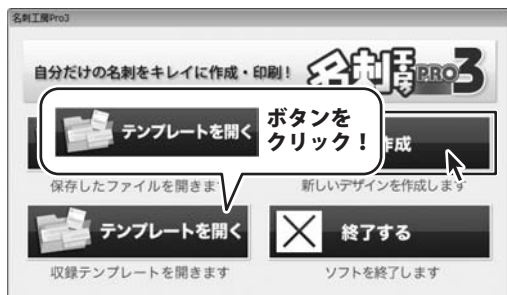 名刺工房Pro3
自分だけの名刺をキレイに作成・印刷!
名刺工房PRO3
テンプレートを開く
ボタンを
クリック!
作成
保存したファイルを開きます
新しいデザインを作成します
テンプレートを開く
終了する
収録テンプレートを開きます
ソフトを終了します